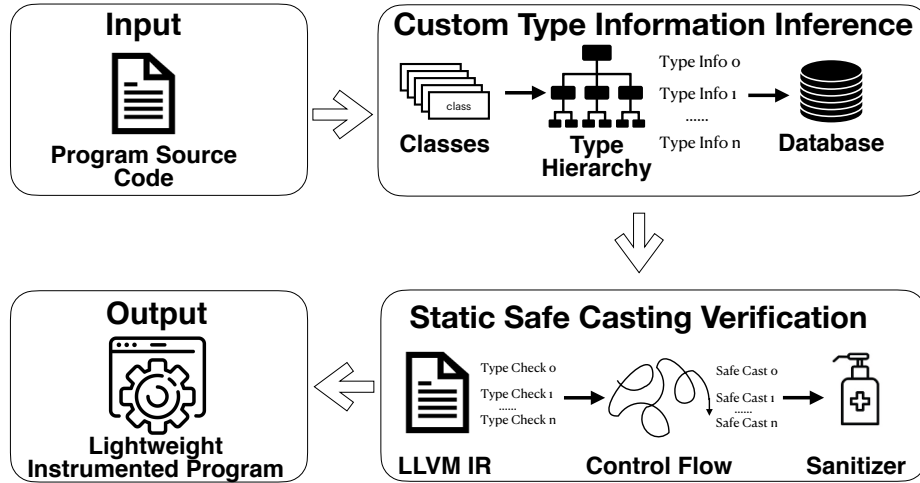 Input
Program Source
Code
Custom Type Information Inference
class
Classes
Type
Hierarchy
Type Info 0
Type Info 1
......
Type Info n
Database
Output
Lightweight
Instrumented Program
Static Safe Casting Verification
LLVM IR
Type Check 0
Type Check 1
......
Type Check n
Control Flow
Safe Cast 0
Safe Cast 1
......
Safe Cast n
Sanitizer